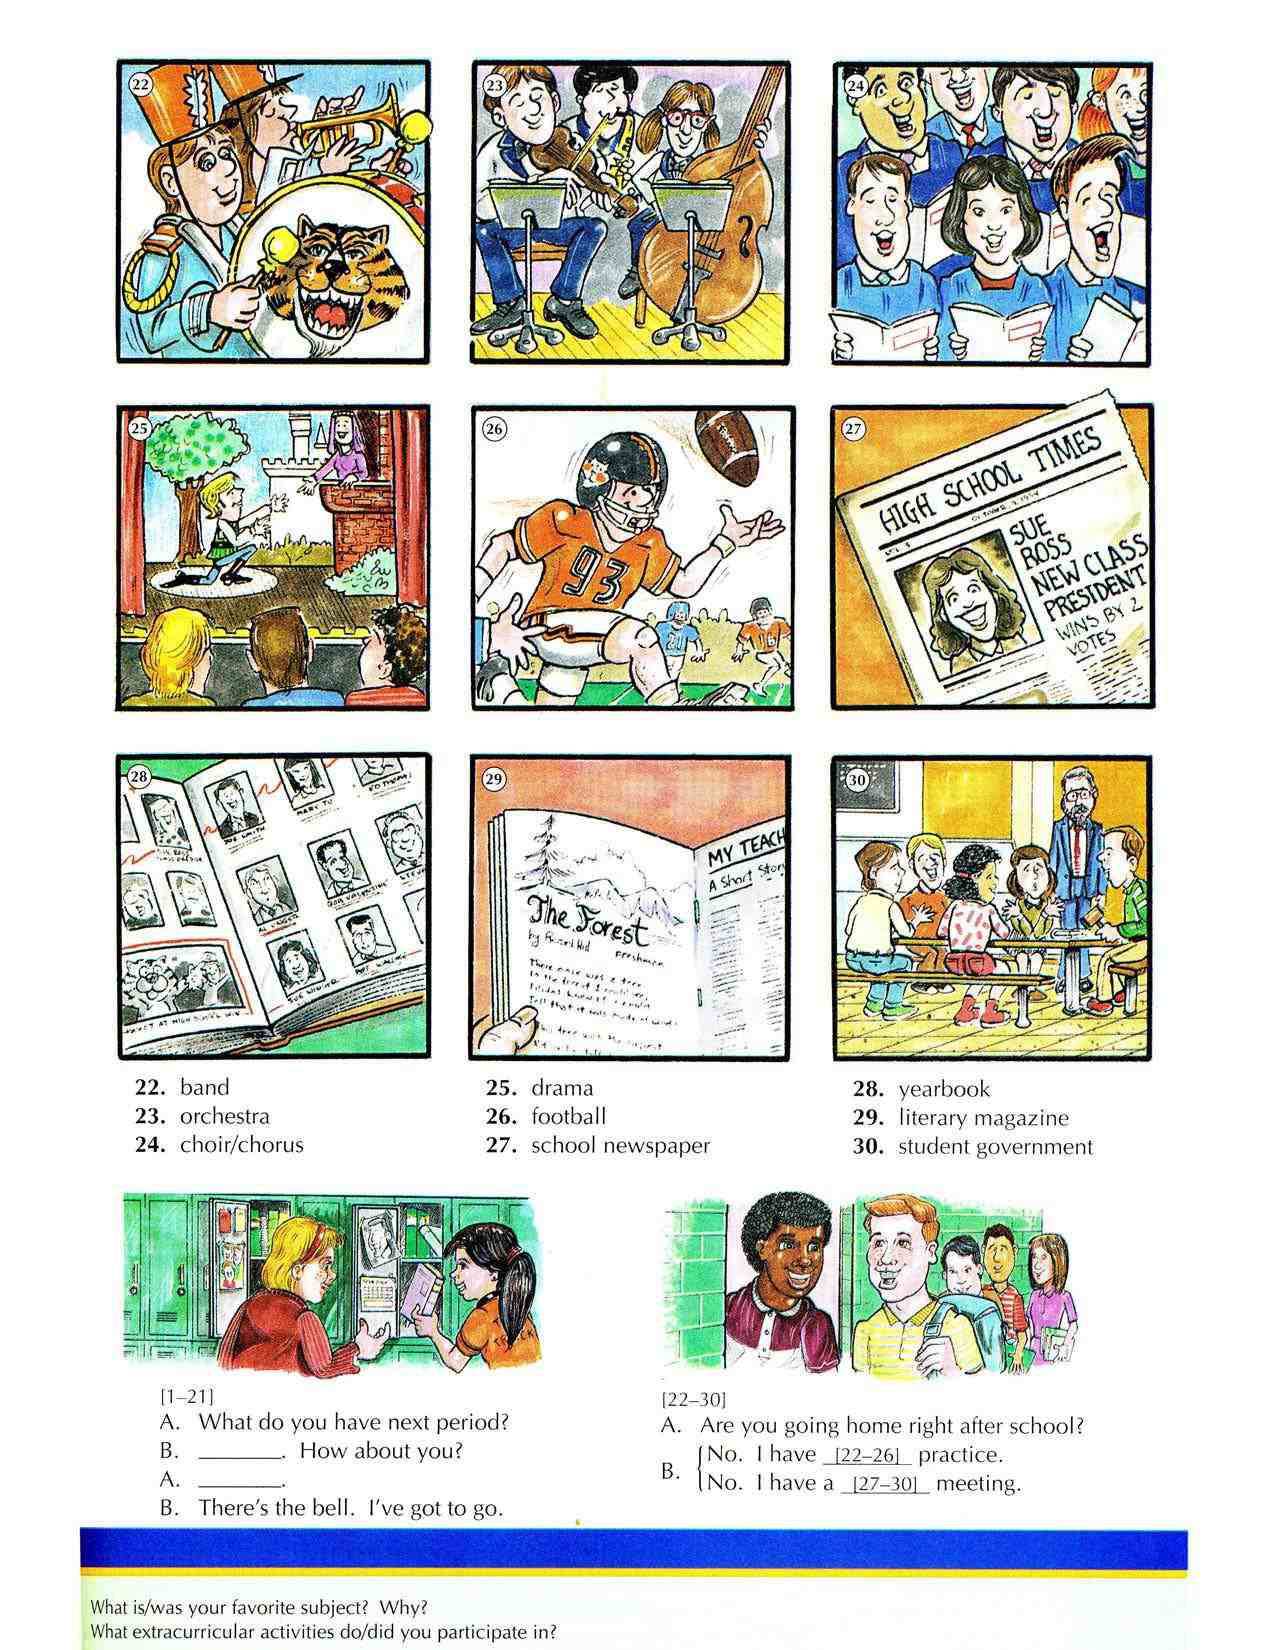 22
23
24
25
26
93
27
HIGH SCHOOL TIMES
SUE
ROSS
NEW CLASS
PRESIDENT
WINS BY 2
VOTES
28
29
The Forest
by
Freshman
MY TEACH
A Short Stor
30
22. band
23. orchestra
24. choir/chorus
25. drama
26. football
27. school newspaper
28. yearbook
29. literary magazine
30. student government
[1–21]
A. What do you have next period?
B. ________. How about you?
A. ________.
B. There's the bell. I've got to go.
[22–30]
A. Are you going home right after school?
B. { No. I have [22–26] practice.
No. I have a [27–30] meeting.
What is/was your favorite subject? Why?
What extracurricular activities do/did you participate in?